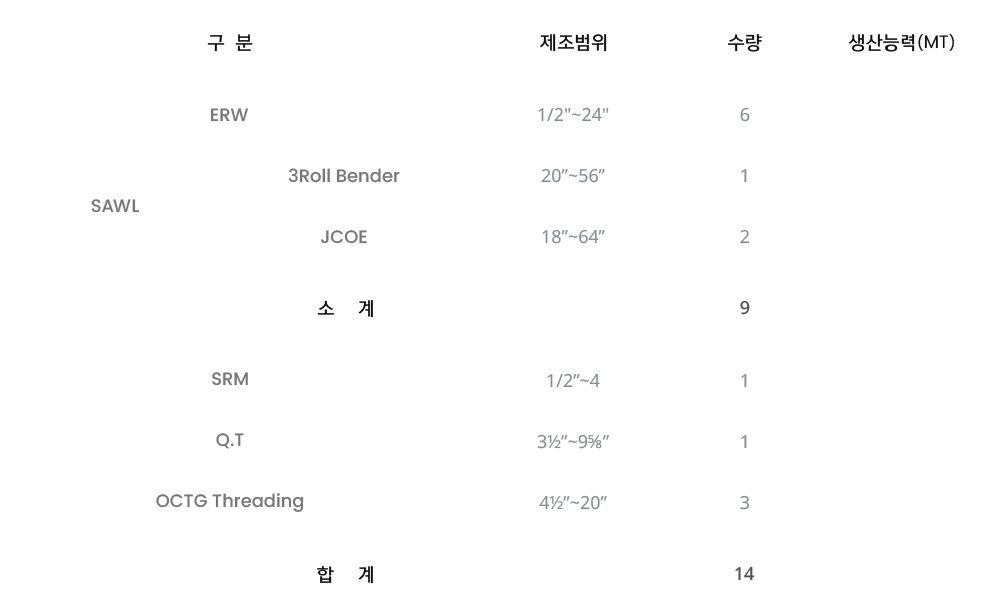 구 분 제조범위 수량 생산능력(MT)
ERW 1/2"~24" 6
3Roll Bender 20”~56” 1
SAWL
JCOE 18”~64” 2
소 계 9
SRM 1/2”~4 1
Q.T 3½”~9⅝” 1
OCTG Threading 4½”~20” 3
합 계 14